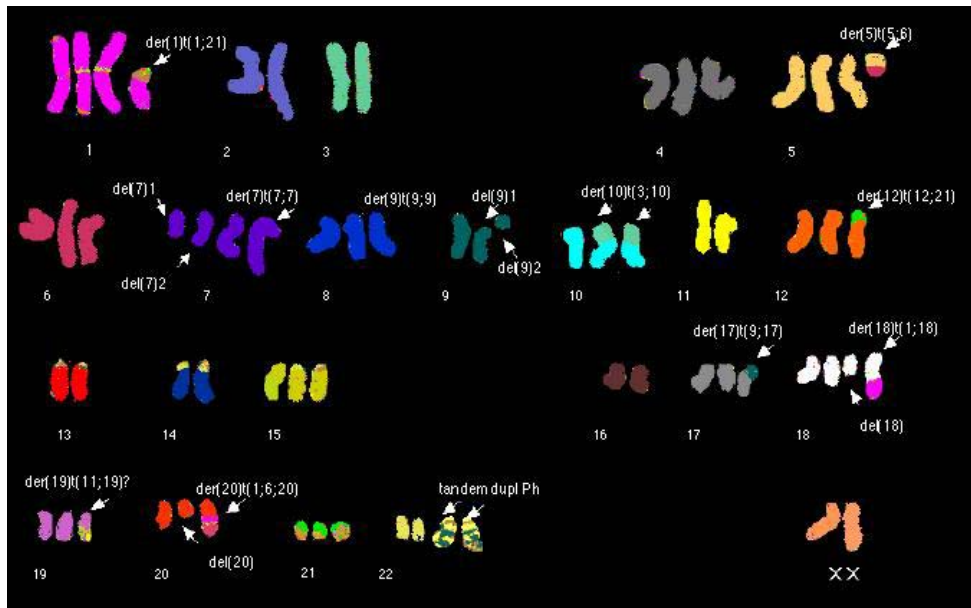 der(1)t(1;21)
der(5)t(5;6)
1
2
3
4
5
del(7)1
der(7)t(7;7)
der(9)t(9;9)
del(9)1
der(10)t(3;10)
der(12)t(12;21)
del(7)2
del(9)2
6
7
8
9
10
11
12
der(17)t(9;17)
der(18)t(1;18)
del(18)
13
14
15
16
17
18
der(19)t(11;19)?
der(20)t(1;6;20)
tandem dupl Ph
del(20)
19
20
21
22
XX